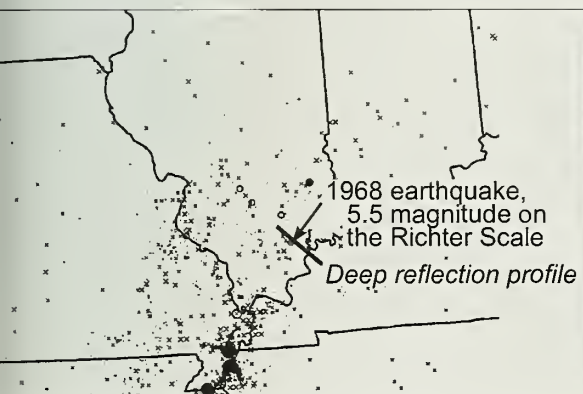 1968 earthquake,
5.5 magnitude on
the Richter Scale
Deep reflection profile